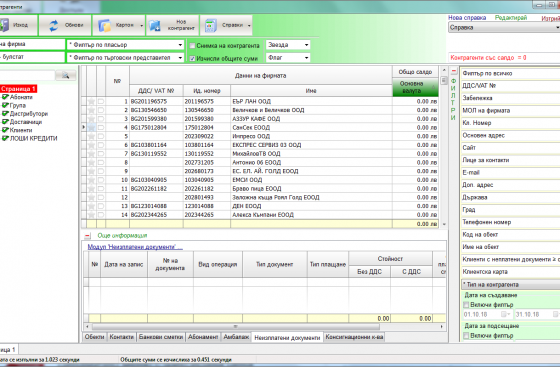 трагенти
Изход
Обнови
Картон
Нов контрагент
Справки
Нова справка Редактирай Изтрий
Справка
на фирма
* Филтър по пласьор
Снимка на контрагента
Звезда
- Булстат
* Филтър по търговски представител
Изчисли общите суми
Флаг
Контрагенти със салдо = 0
Страница 1
Абонати
Група
Дистрибутори
Доставчици
Клиенти
ЛОШИ КРЕДИТИ
№ Данни на фирмата Общо салдо
ДДС/ VAT № Ид. номер Име Основна валута
1 BG201196575 201196575 ЕЪР ЛАН ООД 0.00 лв
2 BG130546650 130546650 Величков и Величков ООД 0.00 лв
3 BG201599380 201599380 АЗЗУР КАФЕ ООД 0.00 лв
4 BG175012804 175012804 СанСек ЕООД 0.00 лв
5 202309022 Импресо ООД 0.00 лв
6 BG103801164 103801164 ЕКСПРЕС СЕРВИЗ 03 ООД 0.00 лв
7 BG130119552 130119552 МихайловТВ ООД 0.00 лв
8 202731205 Антонио 06 ЕООД 0.00 лв
9 202680173 ЕС. ЕЛ. АЙ. ГОЛД ЕООД 0.00 лв
10 BG103040905 103040905 ЕМСИ ООД 0.00 лв
11 BG202261182 202261182 Браво пица ЕООД 0.00 лв
12 202801493 Заложна къща Роял Голд ЕООД 0.00 лв
13 BG123014088 123014088 ДЕН ЕООД 0.00 лв
14 BG202344265 202344265 Алекса Кънпани ЕООД 0.00 лв
0.00 лв
Още информация
Модул 'Неизплатени документи'...
№ Дата на запис № на документа Вид операция Тип документ Тип плащане Стойност
Без ДДС С ДДС
0.00 0.00
Обекти Контакти Банкови сметки Абонамент Амбалаж Неизплатени документи Консигнационни к-ва
ФИЛТРИ
Филтър по всичко
ДДС/VAT №
Забележка
МОЛ на фирмата
Кл. Номер
Основен адрес
Сайт
Лице за контакти
E-mail
Доп. адрес
Държава
Град
Телефонен номер
Код на обект
Име на обект
Клиенти с неплатени документи
Клиентска карта
* Тип на контрагента
Дата на създаване
Включи филтър
01.10.18 31.10.18
Дата за подсещане
Включи филтър
ница 1
ата се изпълни за 1.023 секунди
Общите суми се изчислиха за 0.451 секунди